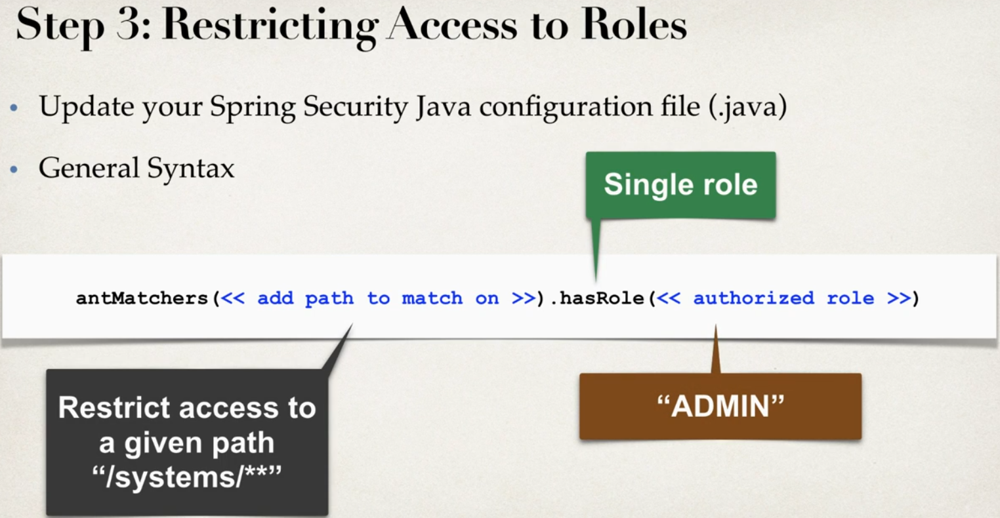 Step 3: Restricting Access to Roles
• Update your Spring Security Java configuration file (.java)
• General Syntax
Single role
antMatchers(<< add path to match on >>).hasRole(<< authorized role >>)
Restrict access to
a given path
“/systems/**”
“ADMIN”